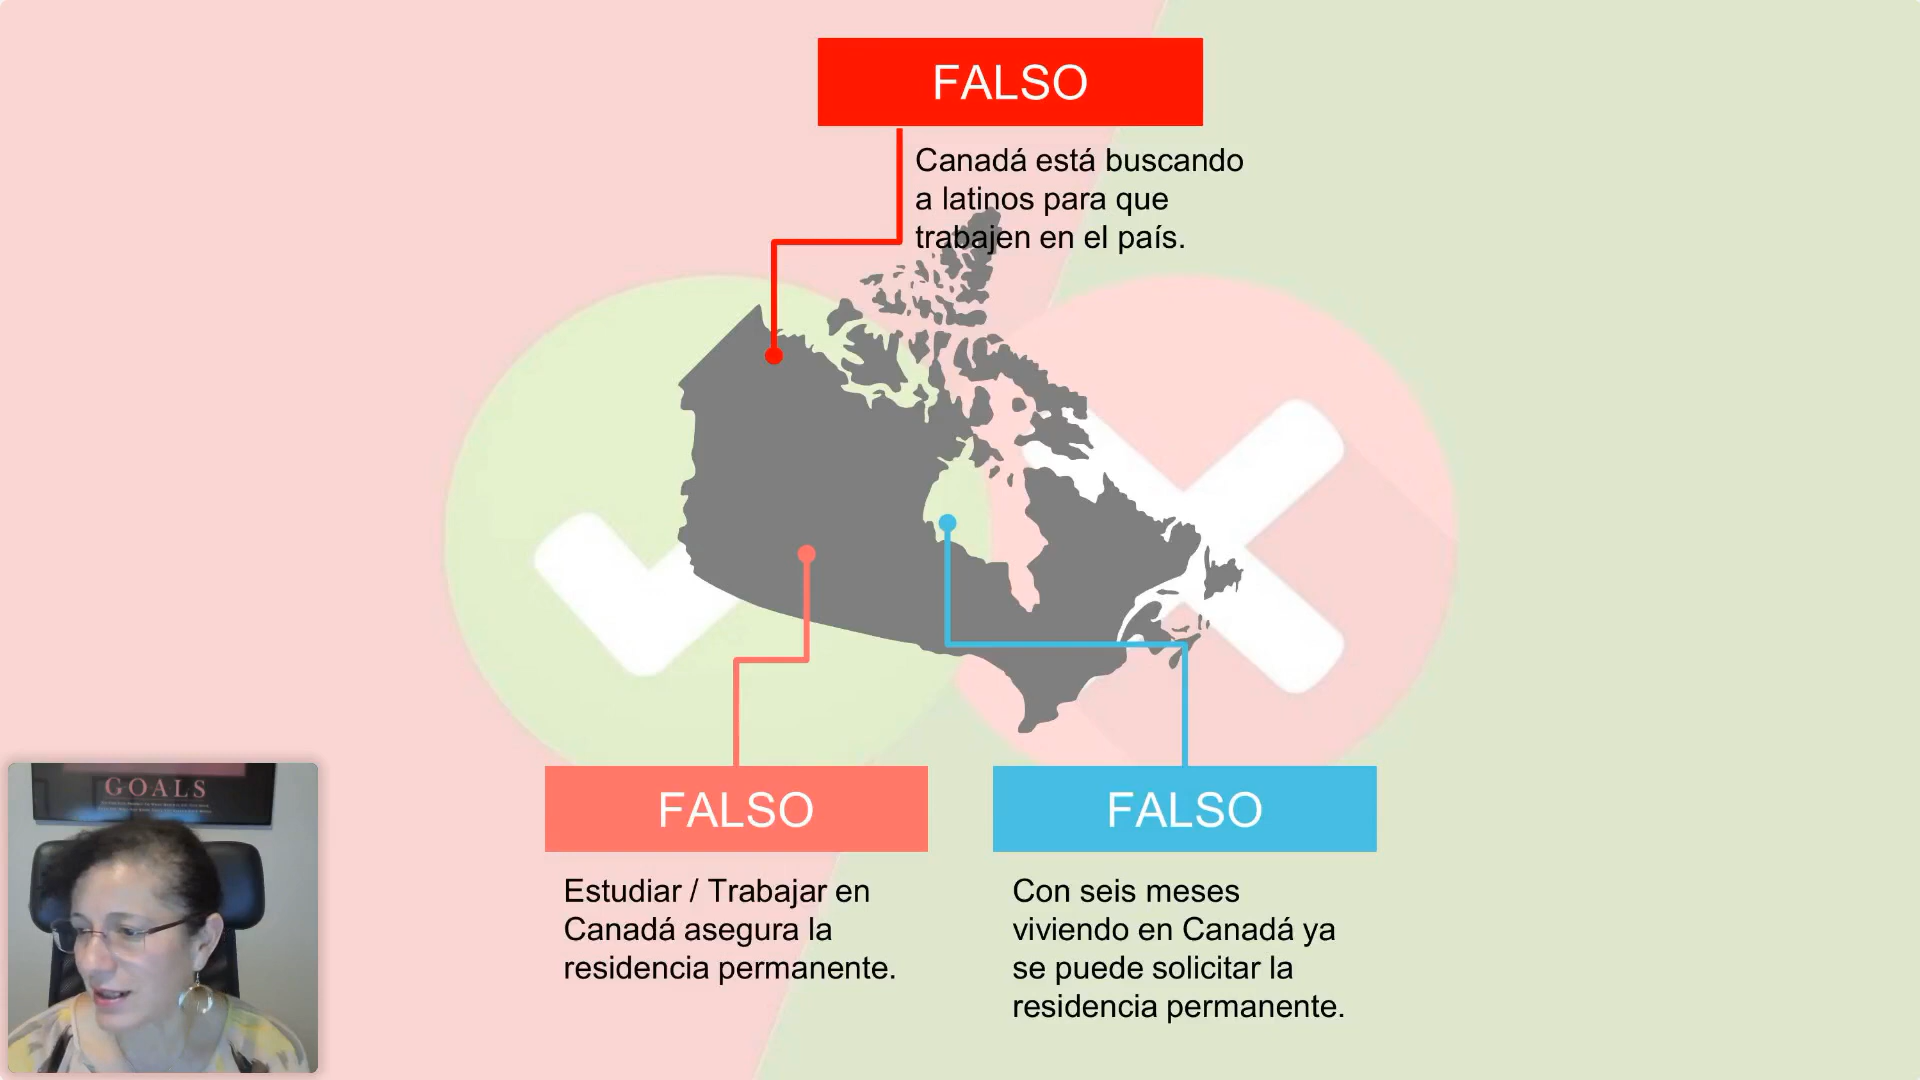 FALSO
Canadá está buscando
a latinos para que
trabajen en el país.
FALSO
Estudiar / Trabajar en
Canadá asegura la
residencia permanente.
FALSO
Con seis meses
viviendo en Canadá ya
se puede solicitar la
residencia permanente.
GOALS